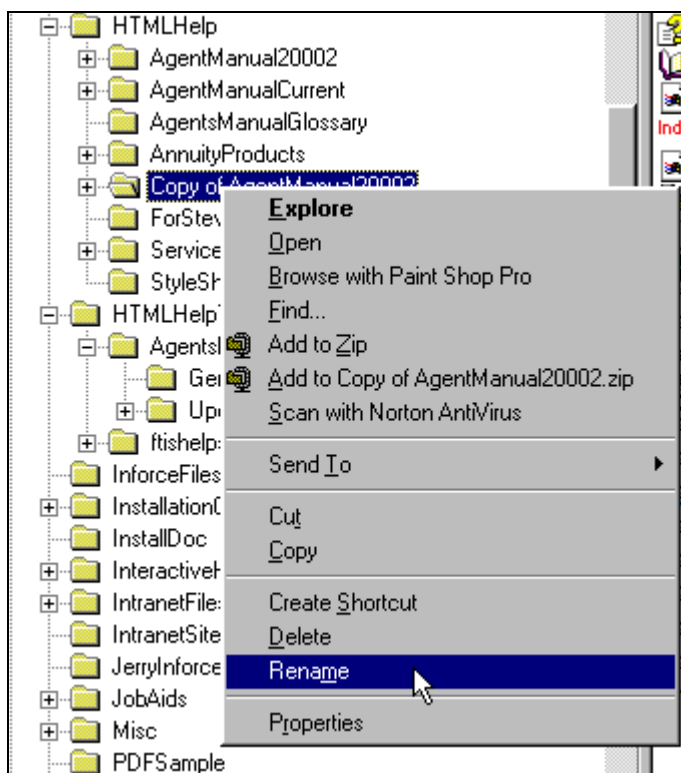 HTMLHelp
AgentManual20002
AgentManualCurrent
AgentsManualGlossary
AnnuityProducts
Copy of AgentManual20002
ForStev
Service
StyleSh
HTMLHelp
Agents
Ger
Up
ftishelp
InforceFiles
Installation
InstallDoc
Interactive
IntranetFile
IntranetSite
JerryInforce
JobAids
Misc
PDFSample
Explore
Open
Browse with Paint Shop Pro
Find...
Add to Zip
Add to Copy of AgentManual20002.zip
Scan with Norton AntiVirus
Send To
Cut
Copy
Create Shortcut
Delete
Rename
Properties
Ind